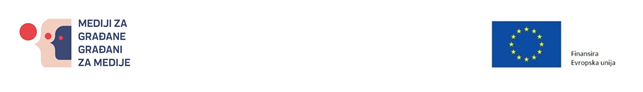 MEDIJI ZA
GRAĐANE
GRAĐANI
ZA MEDIJE
Finansira
Evropska unija